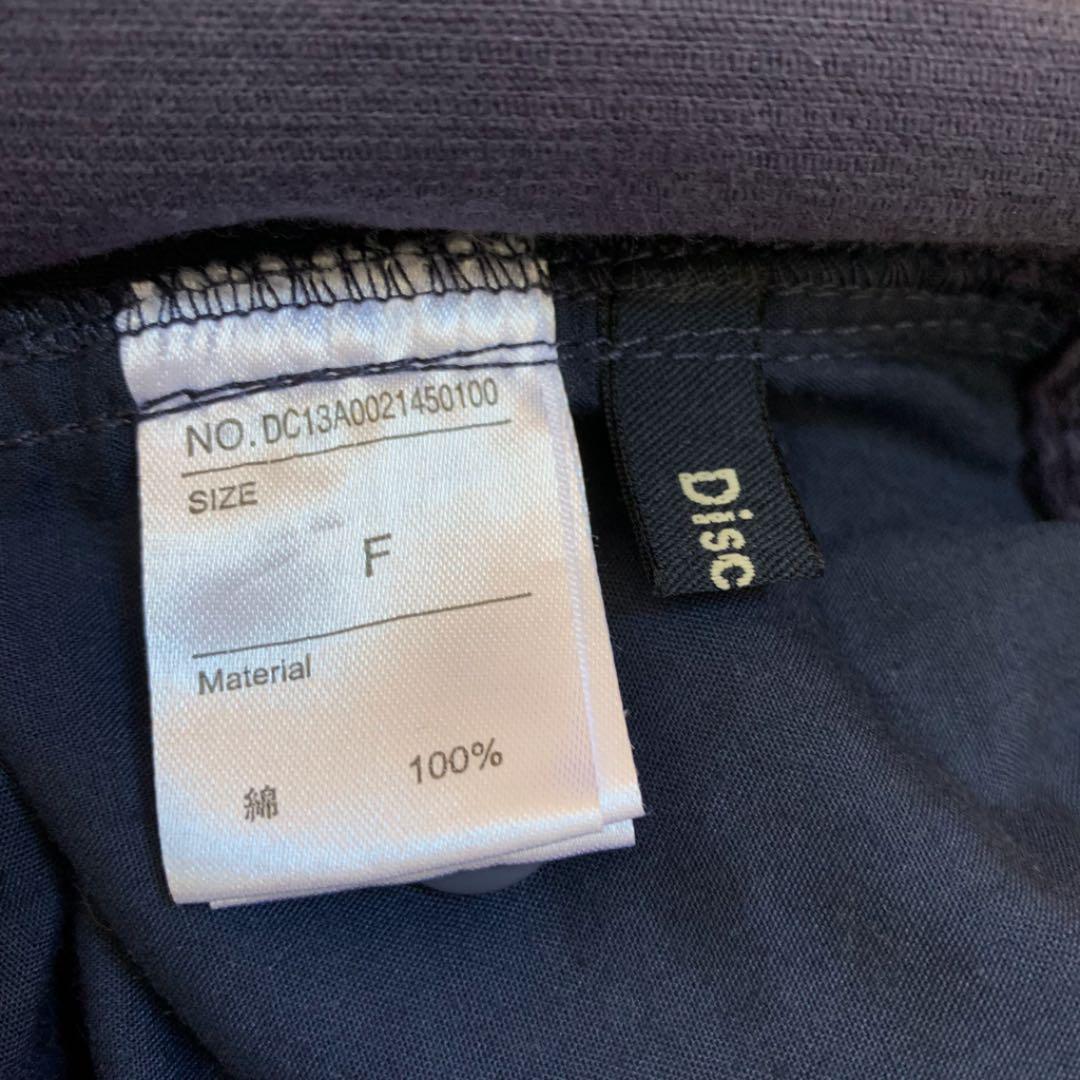 NO.DC13A0021450100
SIZE
F
Material
綿 100%
Disc